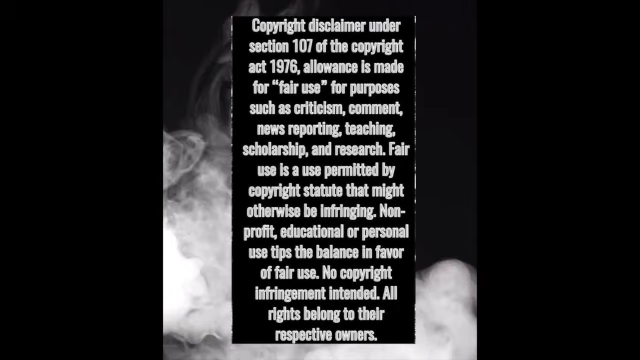 Copyright disclaimer under
section 107 of the copyright
act 1976, allowance is made
for “fair use” for purposes
such as criticism, comment,
news reporting, teaching,
scholarship, and research. Fair
use is a use permitted by
copyright statute that might
otherwise be infringing. Non-
profit, educational or personal
use tips the balance in favor
of fair use. No copyright
infringement intended. All
rights belong to their
respective owners.